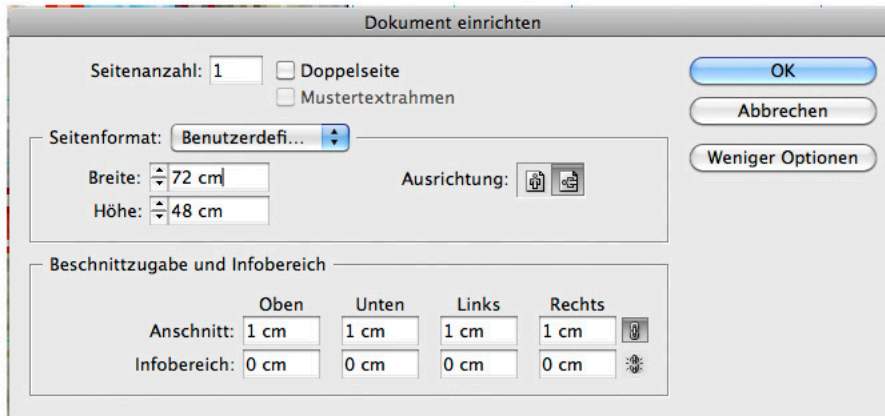 Dokument einrichten
Seitenanzahl: 1
Doppelseite
Mustertextrahmen
OK
Abbrechen
Weniger Optionen
Seitenformat: Benutzerdefi...
Breite: 72 cm
Ausrichtung:
Höhe: 48 cm
Beschnittzugabe und Infobereich
Oben Unten Links Rechts
Anschnitt: 1 cm 1 cm 1 cm 1 cm
Infobereich: 0 cm 0 cm 0 cm 0 cm